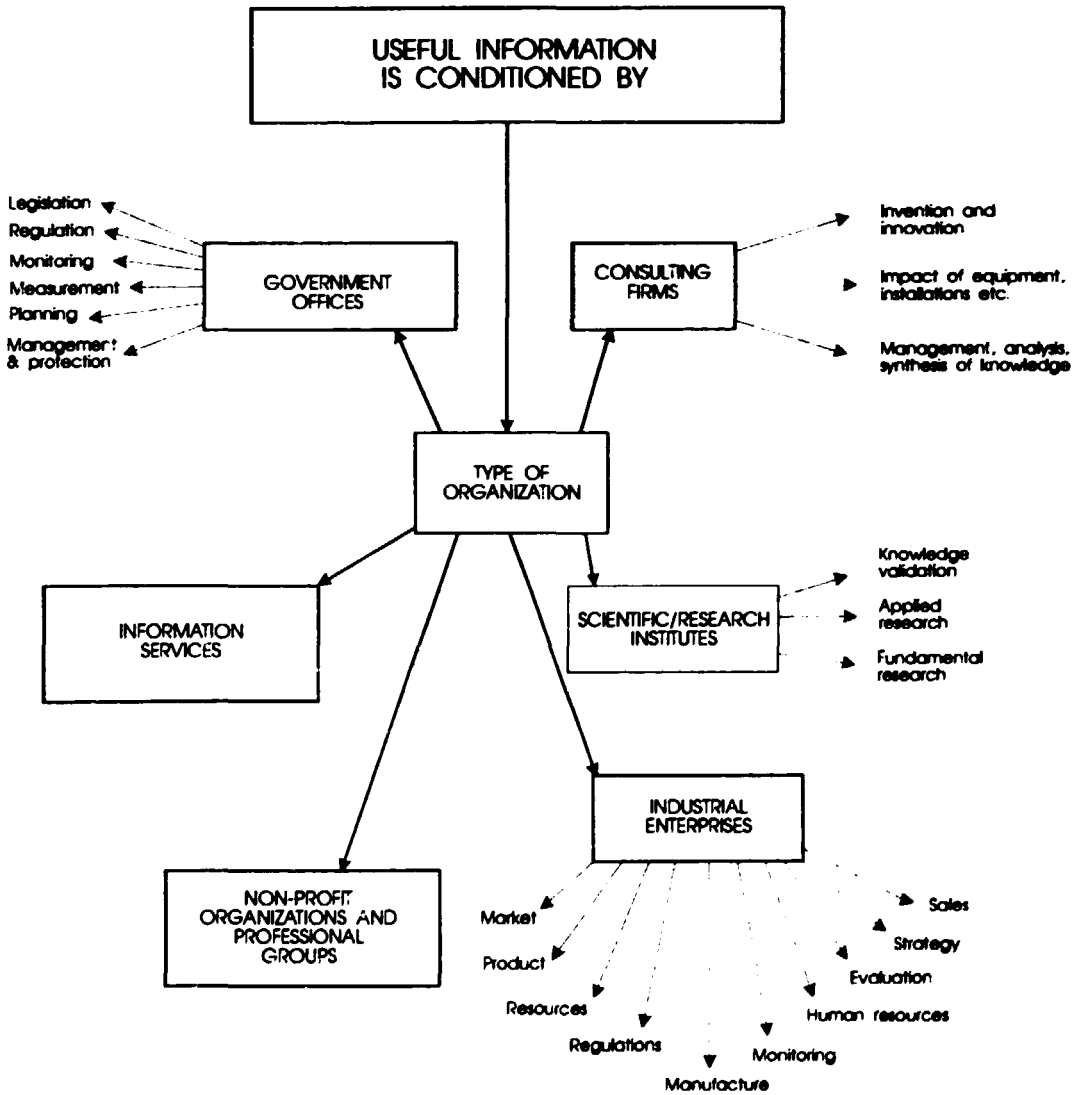 USEFUL INFORMATION
IS CONDITIONED BY
Legislation
Regulation
Monitoring
Measurement
Planning
Management
& protection
GOVERNMENT
OFFICES
CONSULTING
FIRMS
Invention and
innovation
Impact of equipment,
installations etc.
Management, analysis,
synthesis of knowledge
TYPE OF
ORGANIZATION
INFORMATION
SERVICES
SCIENTIFIC/RESEARCH
INSTITUTES
Knowledge
validation
Applied
research
Fundamental
research
NON-PROFIT
ORGANIZATIONS AND
PROFESSIONAL
GROUPS
INDUSTRIAL
ENTERPRISES
Market
Product
Resources
Regulations
Manufacture
Monitoring
Human resources
Evaluation
Strategy
Sales